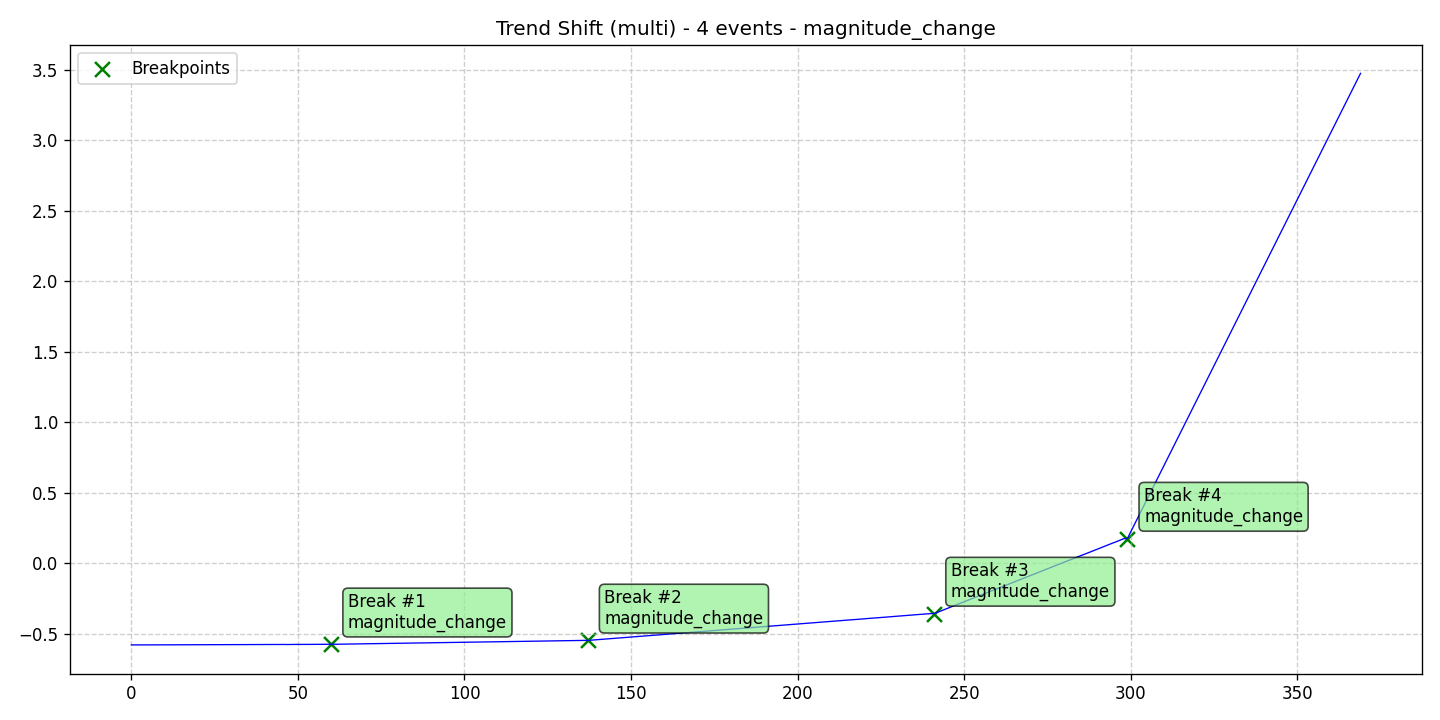 Trend Shift (multi) - 4 events - magnitude_change
Breakpoints
3.5
3.0
2.5
2.0
1.5
1.0
0.5
0.0
−0.5
Break #1
magnitude_change
Break #2
magnitude_change
Break #3
magnitude_change
Break #4
magnitude_change
0 50 100 150 200 250 300 350